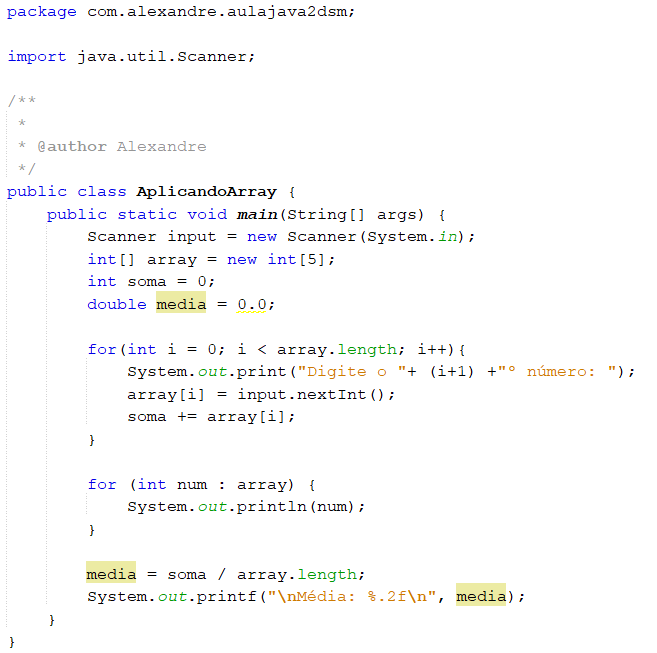 package com.alexandre.aulajava2dsm;
import java.util.Scanner;
/**
 *
 * @author Alexandre
 */
public class AplicandoArray {
    public static void main(String[] args) {
        Scanner input = new Scanner(System.in);
        int[] array = new int[5];
        int soma = 0;
        double media = 0.0;
        for(int i = 0; i < array.length; i++){
            System.out.print("Digite o "+ (i+1) +"º número: ");
            array[i] = input.nextInt();
            soma += array[i];
        }
        for (int num : array) {
            System.out.println(num);
        }
        media = soma / array.length;
        System.out.printf("\nMédia: %.2f\n", media);
    }
}